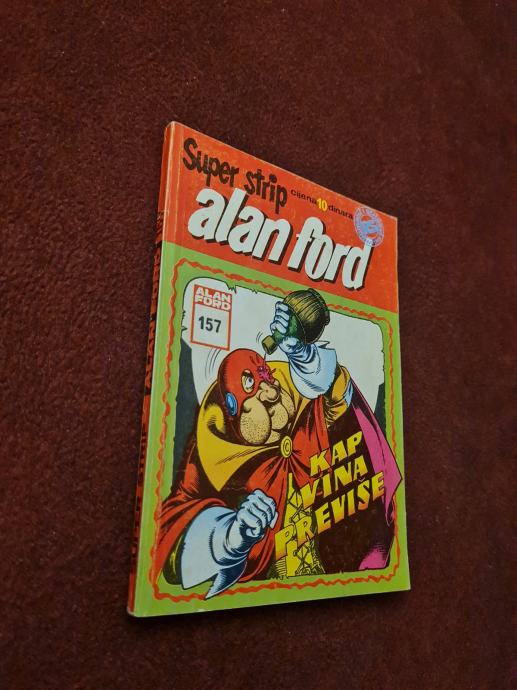 Super strip
cijena 10 dinara
alan ford
ALAN
FORD
157
KAP
VINA
PREVIŠE